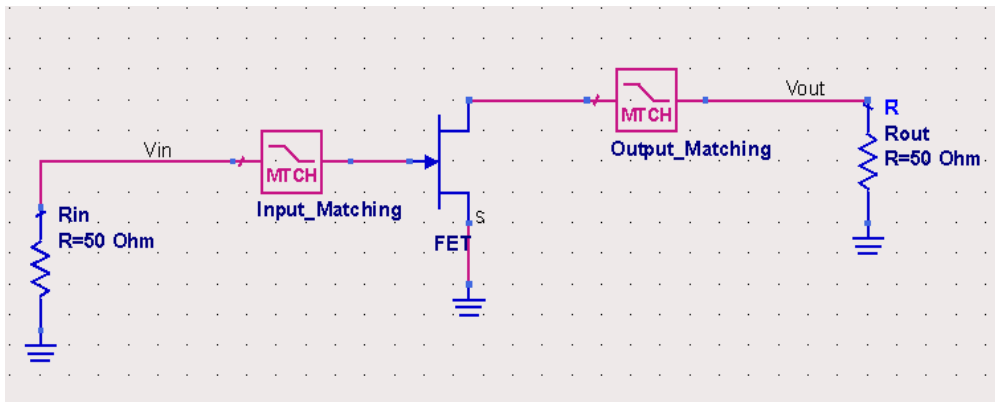 Vin
MTCH
Input_Matching
Rin
R=50 Ohm
S
FET
MTCH
Output_Matching
Vout
R
Rout
R=50 Ohm